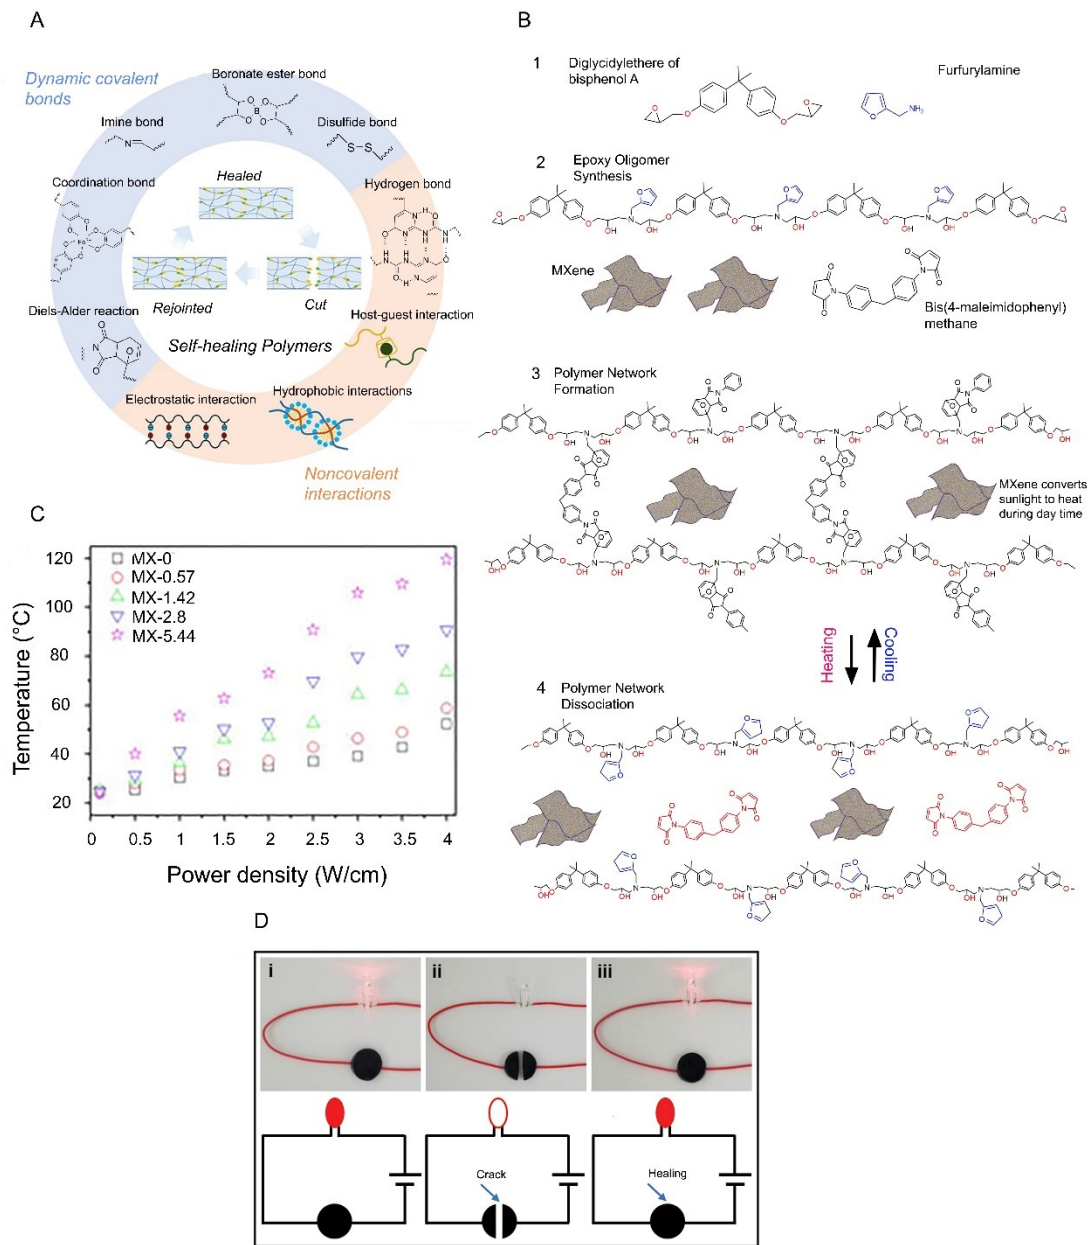 A
Dynamic covalent
bonds
Boronate ester bond
Imine bond
Disulfide bond
Coordination bond
Healed
Hydrogen bond
Rejointed
Cut
Diels-Alder reaction
Host-guest interaction
Self-healing Polymers
Electrostatic interaction
Hydrophobic interactions
Noncovalent
interactions
B
1
Diglycidylethere of
bisphenol A
Furfurylamine
2
Epoxy Oligomer
Synthesis
MXene
Bis(4-maleimidophenyl)
methane
3
Polymer Network
Formation
MXene converts
sunlight to heat
during day time
Heating
Cooling
4
Polymer Network
Dissociation
C
Temperature (°C)
120
100
80
60
40
20
MX-0
MX-0.57
MX-1.42
MX-2.8
MX-5.44
0 0.5 1 1.5 2 2.5 3 3.5 4
Power density (W/cm)
D
i
ii
iii
Crack
Healing